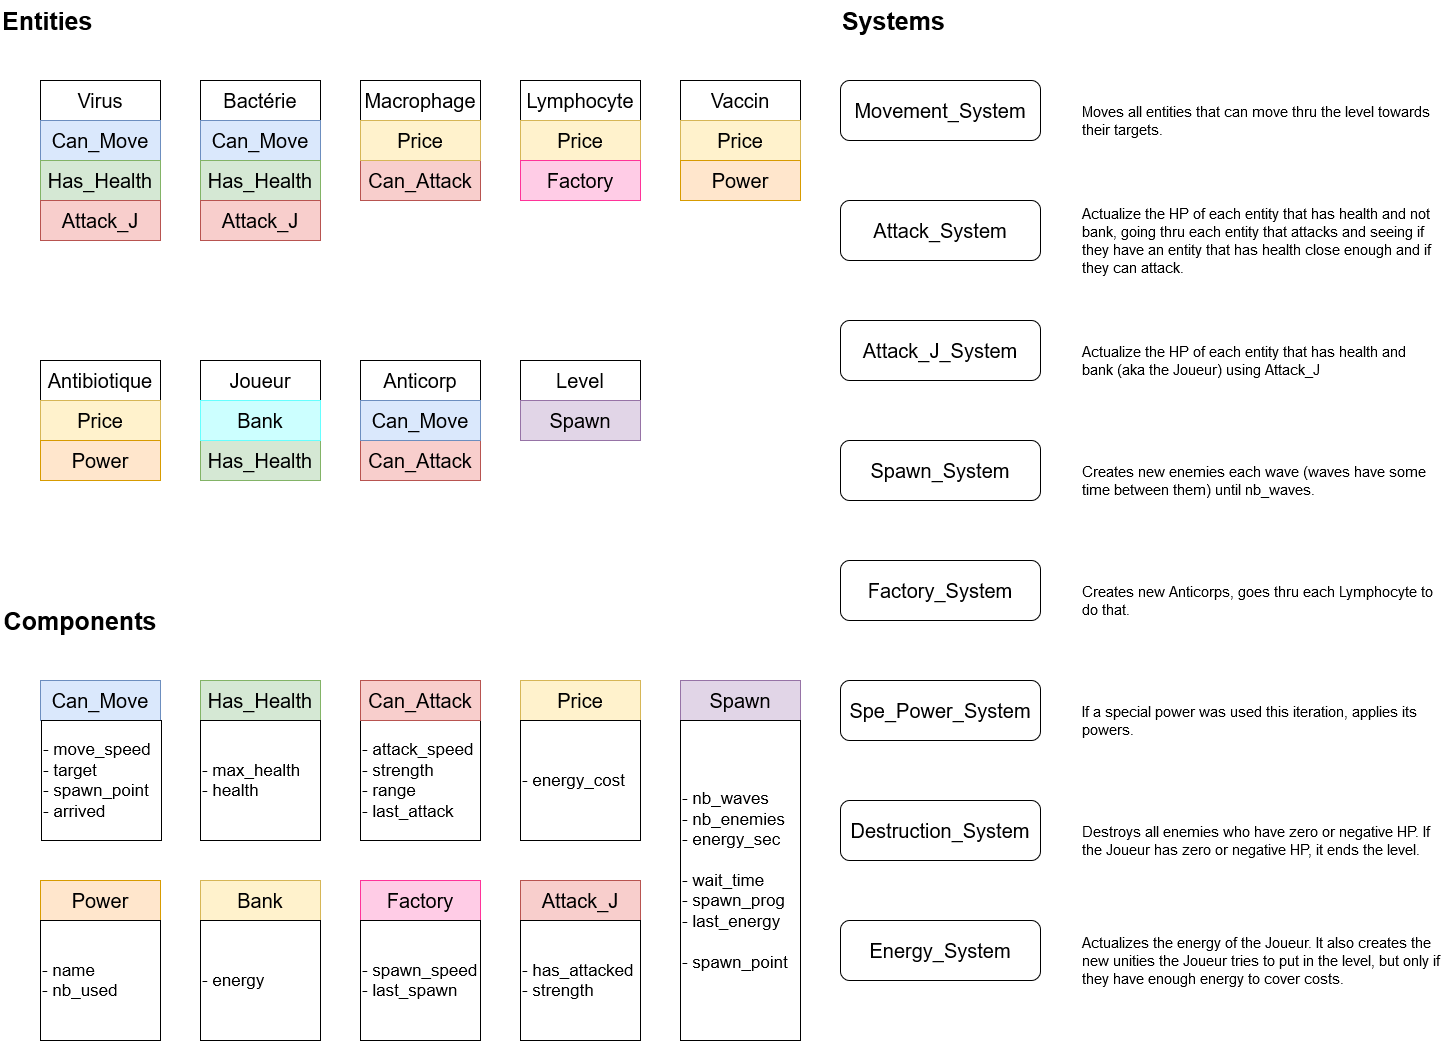 Entities
Virus
Can_Move
Has_Health
Attack_J
Bactérie
Can_Move
Has_Health
Attack_J
Macrophage
Price
Can_Attack
Lymphocyte
Price
Factory
Vaccin
Price
Power
Antibiotique
Price
Power
Joueur
Bank
Has_Health
Anticorp
Can_Move
Can_Attack
Level
Spawn
Components
Can_Move
- move_speed
- target
- spawn_point
- arrived
Has_Health
- max_health
- health
Can_Attack
- attack_speed
- strength
- range
- last_attack
Price
- energy_cost
Spawn
- nb_waves
- nb_enemies
- energy_sec
- wait_time
- spawn_prog
- last_energy
- spawn_point
Power
- name
- nb_used
Bank
- energy
Factory
- spawn_speed
- last_spawn
Attack_J
- has_attacked
- strength
Systems
Movement_System
Moves all entities that can move thru the level towards
their targets.
Attack_System
Actualize the HP of each entity that has health and not
bank, going thru each entity that attacks and seeing if
they have an entity that has health close enough and if
they can attack.
Attack_J_System
Actualize the HP of each entity that has health and
bank (aka the Joueur) using Attack_J
Spawn_System
Creates new enemies each wave (waves have some
time between them) until nb_waves.
Factory_System
Creates new Anticorps, goes thru each Lymphocyte to
do that.
Spe_Power_System
If a special power was used this iteration, applies its
powers.
Destruction_System
Destroys all enemies who have zero or negative HP. If
the Joueur has zero or negative HP, it ends the level.
Energy_System
Actualizes the energy of the Joueur. It also creates the
new unities the Joueur tries to put in the level, but only if
they have enough energy to cover costs.